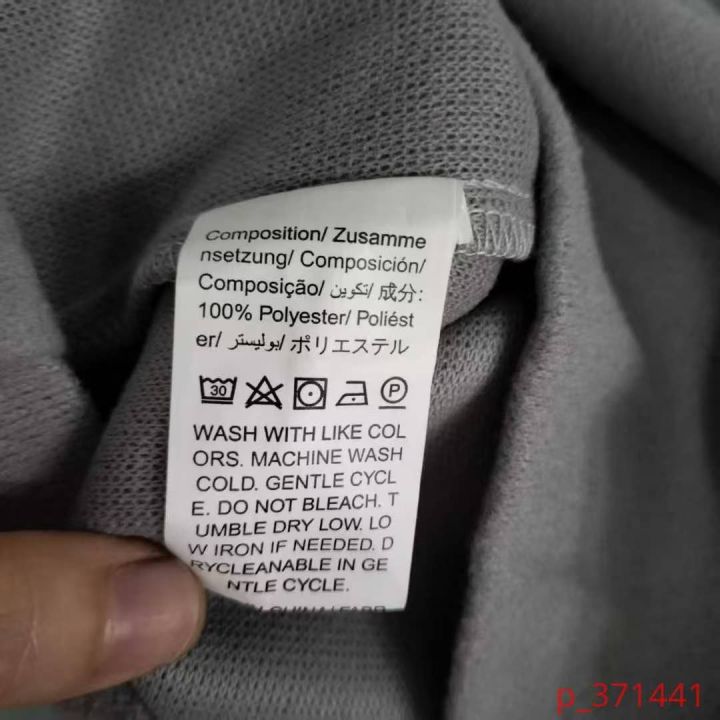 Composition/ Zusamme
nsetzung/ Composición/
Composição/ تكوين/ 成分:
100% Polyester/ Poliést
er/ بوليستر/ ポリエステル
30 P
WASH WITH LIKE COL
ORS. MACHINE WASH
COLD. GENTLE CYCL
E. DO NOT BLEACH. T
UMBLE DRY LOW. LO
W IRON IF NEEDED. D
RYCLEANABLE IN GE
NTLE CYCLE.
p_371441